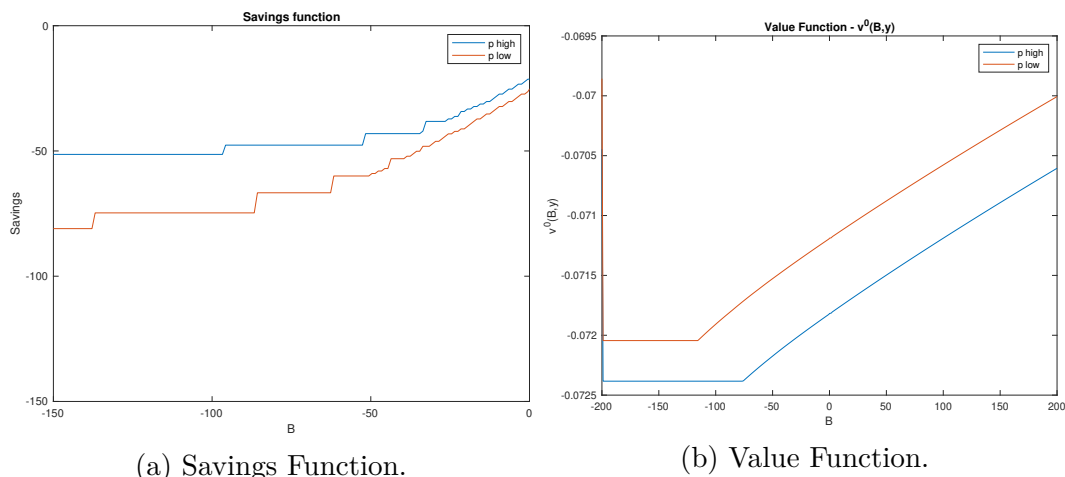 Savings function
p high
p low
0
-50
-100
-150
Savings
-150
-100
-50
0
B
(a) Savings Function.
Value Function - v⁰(B,y)
p high
p low
-0.0695
-0.07
-0.0705
-0.071
-0.0715
-0.072
-0.0725
v⁰(B,y)
-200
-150
-100
-50
0
50
100
150
200
B
(b) Value Function.